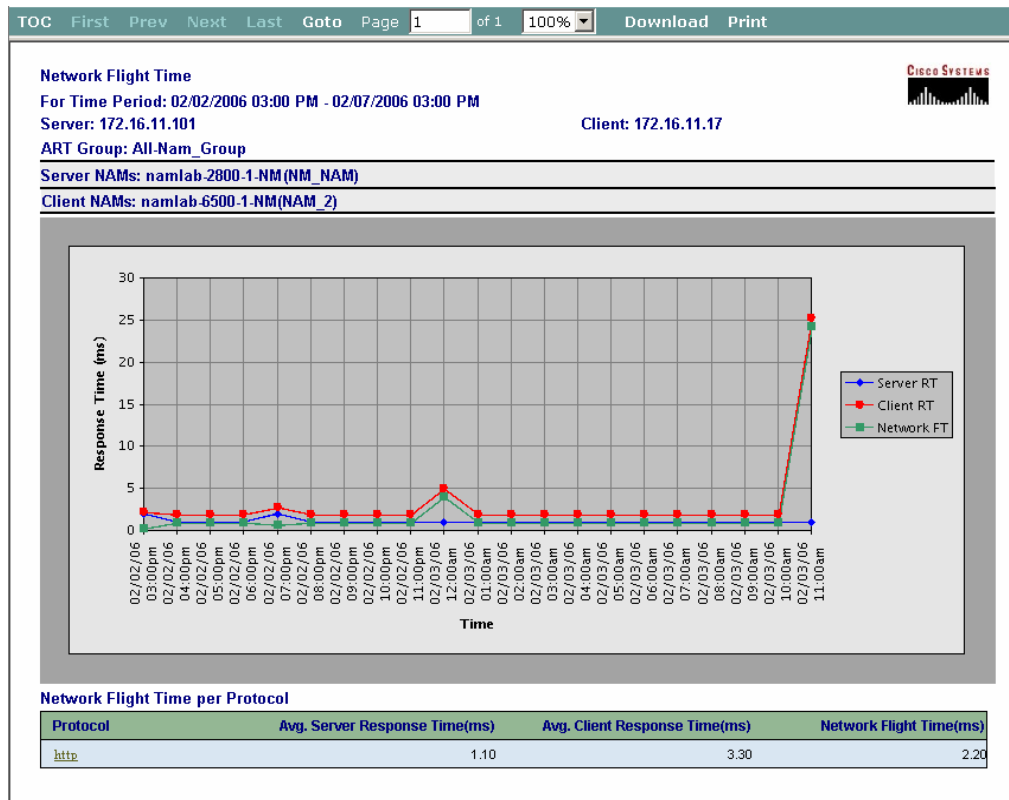 TOC First Prev Next Last Goto Page 1 of 1 100% Download Print
Network Flight Time
CISCO SYSTEMS
For Time Period: 02/02/2006 03:00 PM - 02/07/2006 03:00 PM
Server: 172.16.11.101 Client: 172.16.11.17
ART Group: All-Nam_Group
Server NAMs: namlab-2800-1-NM(NM_NAM)
Client NAMs: namlab-6500-1-NM(NAM_2)
Response Time (ms)
30
25
20
15
10
5
0
Server RT
Client RT
Network FT
02/02/06 03:00pm
02/02/06 04:00pm
02/02/06 05:00pm
02/02/06 06:00pm
02/02/06 07:00pm
02/02/06 08:00pm
02/02/06 09:00pm
02/02/06 10:00pm
02/02/06 11:00pm
02/03/06 12:00am
02/03/06 01:00am
02/03/06 02:00am
02/03/06 03:00am
02/03/06 04:00am
02/03/06 05:00am
02/03/06 06:00am
02/03/06 07:00am
02/03/06 08:00am
02/03/06 09:00am
02/03/06 10:00am
02/03/06 11:00am
Time
Network Flight Time per Protocol
Protocol Avg. Server Response Time(ms) Avg. Client Response Time(ms) Network Flight Time(ms)
http 1.10 3.30 2.20